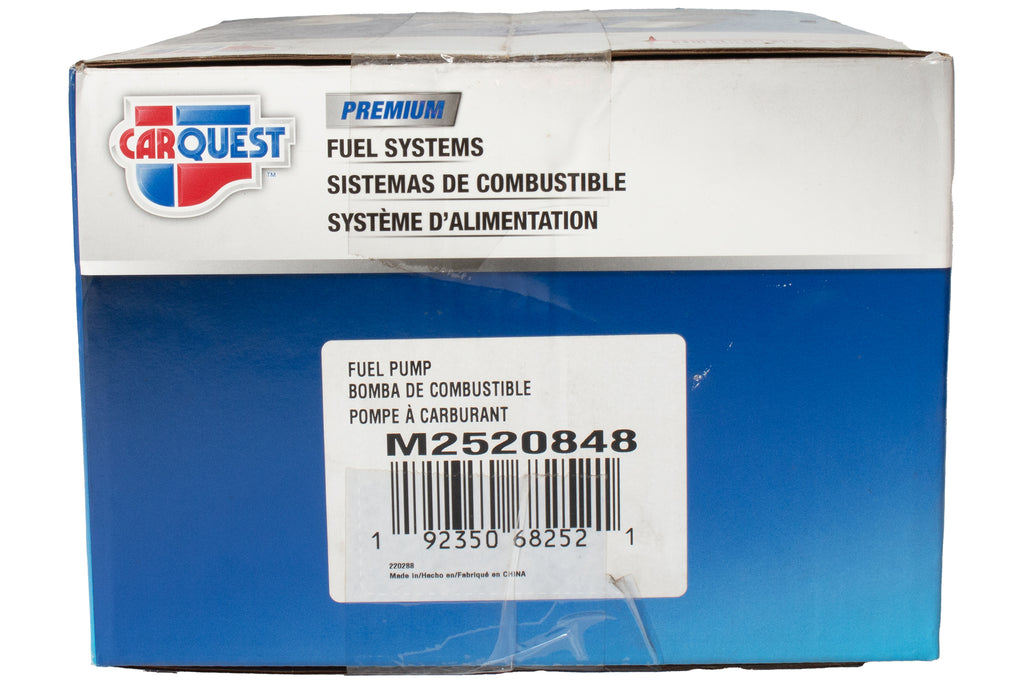 CARQUEST
TM
PREMIUM
FUEL SYSTEMS
SISTEMAS DE COMBUSTIBLE
SYSTÈME D'ALIMENTATION
FUEL PUMP
BOMBA DE COMBUSTIBLE
POMPE À CARBURANT
M2520848
1 92350 68252 1
220288
Made in/Hecho en/Fabriqué en CHINA